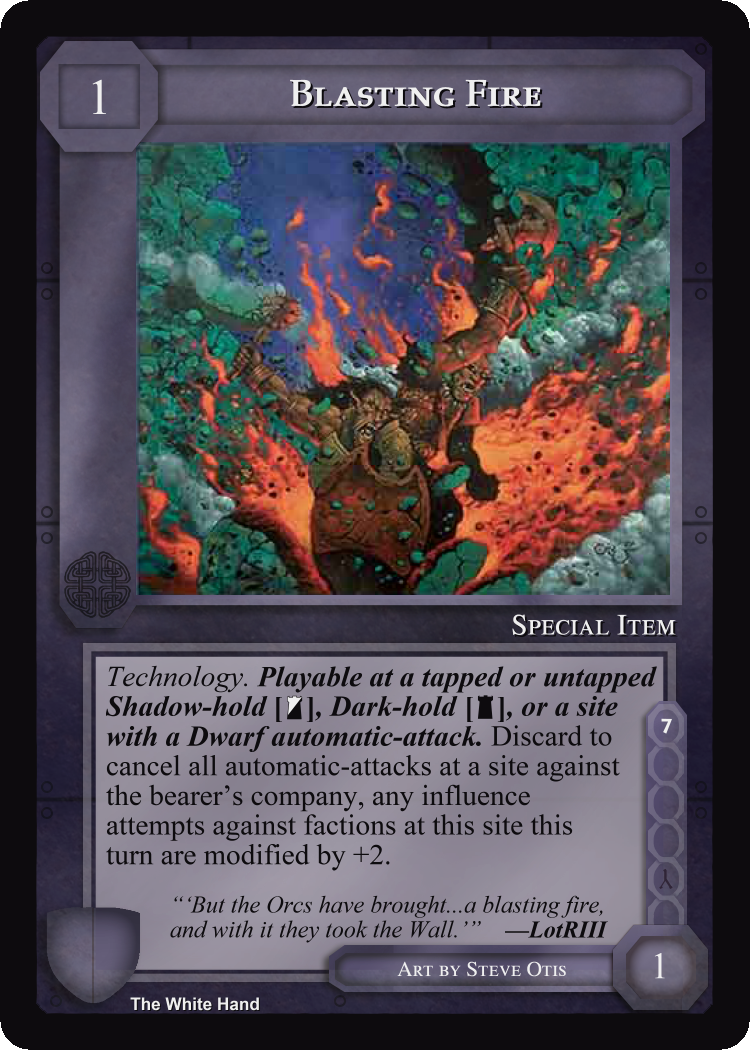 1
BLASTING FIRE
SPECIAL ITEM
Technology. Playable at a tapped or untapped
Shadow-hold [], Dark-hold [], or a site
with a Dwarf automatic-attack. Discard to
cancel all automatic-attacks at a site against
the bearer's company, any influence
attempts against factions at this site this
turn are modified by +2.
7
"'But the Orcs have brought...a blasting fire,
and with it they took the Wall.'" —LotRIII
ART BY STEVE OTIS
1
The White Hand